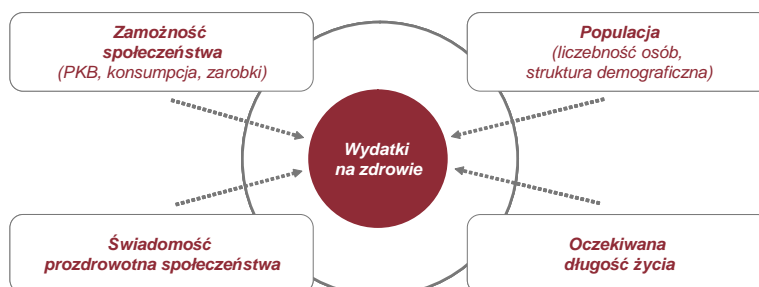 Zamożność
społeczeństwa
(PKB, konsumpcja, zarobki)
Populacja
(liczebność osób,
struktura demograficzna)
Wydatki
na zdrowie
Świadomość
prozdrowotna społeczeństwa
Oczekiwana
długość życia